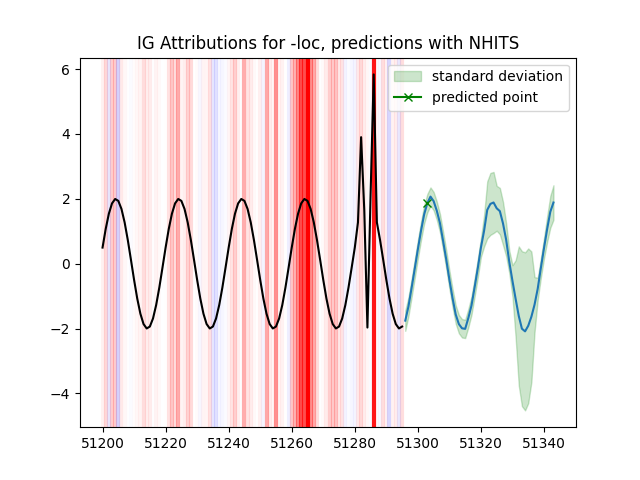 IG Attributions for -loc, predictions with NHITS
6
4
2
0
−2
−4
standard deviation
predicted point
51200 51220 51240 51260 51280 51300 51320 51340